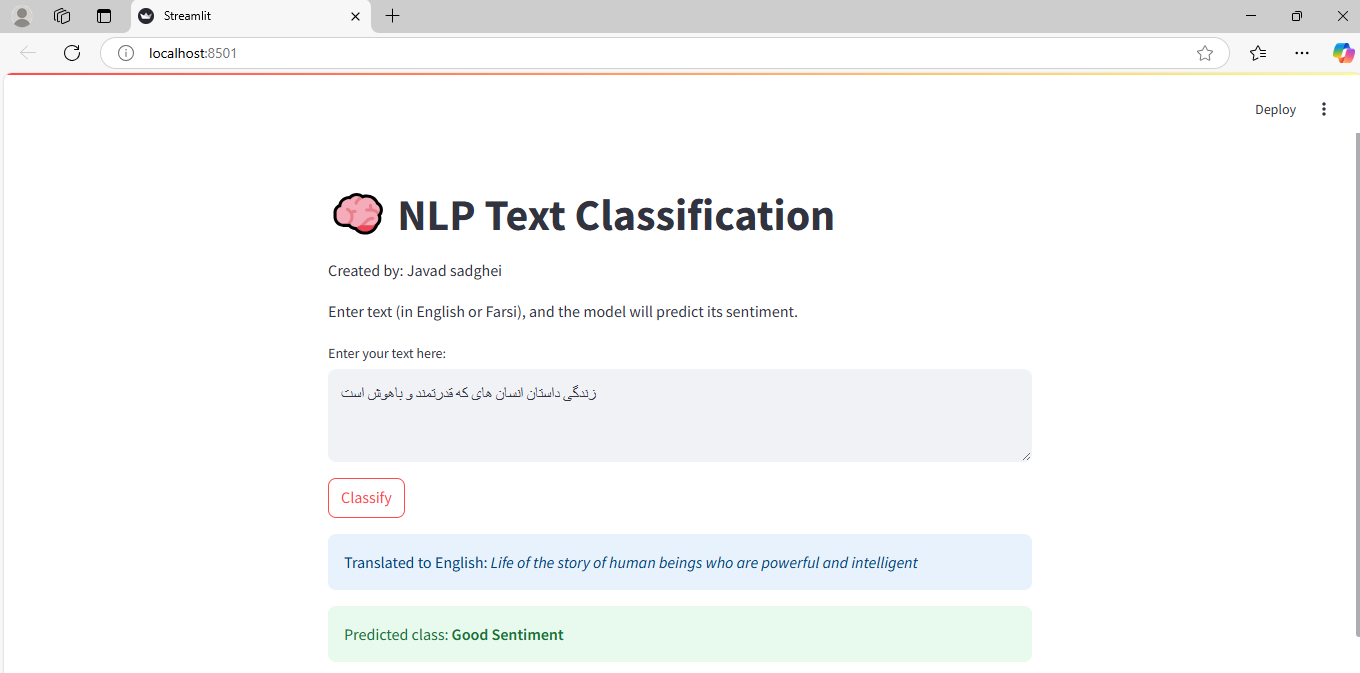 Streamlit
localhost:8501
Deploy
NLP Text Classification
Created by: Javad sadghei
Enter text (in English or Farsi), and the model will predict its sentiment.
Enter your text here:
زندگی داستان انسان های که قدرتمند و باهوش است
Classify
Translated to English: Life of the story of human beings who are powerful and intelligent
Predicted class: Good Sentiment